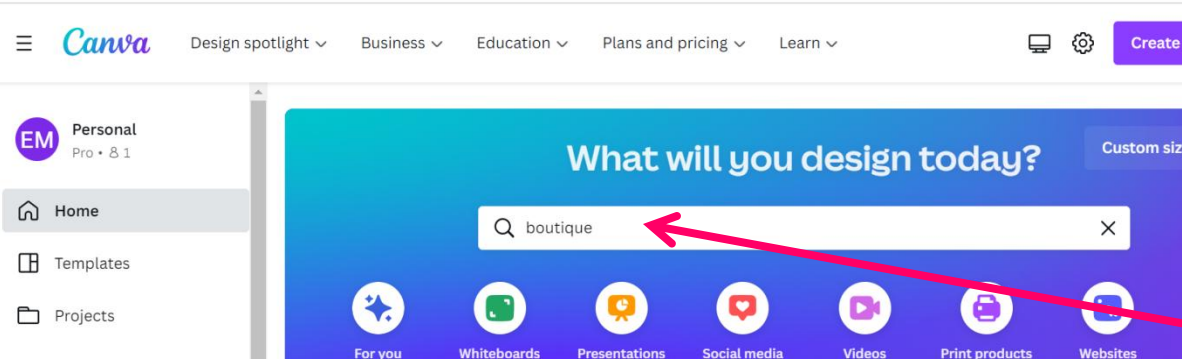 Canva
Design spotlight
Business
Education
Plans and pricing
Learn
Create
EM
Personal
Pro • 1
Home
Templates
Projects
What will you design today?
Custom siz
boutique
For you
Whiteboards
Presentations
Social media
Videos
Print products
Websites